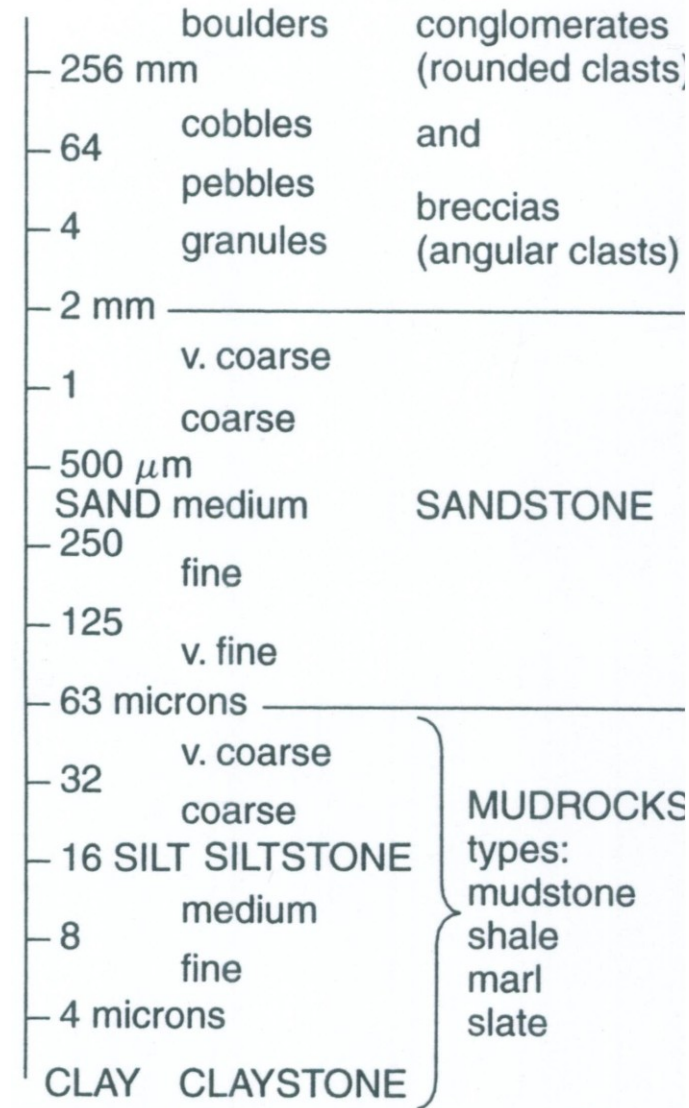 boulders conglomerates
256 mm (rounded clasts)
cobbles and
64
pebbles
breccias
4
granules (angular clasts)
2 mm
v. coarse
1
coarse
500 μm
SAND medium SANDSTONE
250
fine
125
v. fine
63 microns
v. coarse
32
coarse MUDROCKS
16 SILT SILTSTONE types:
medium mudstone
8 shale
fine marl
4 microns slate
CLAY CLAYSTONE